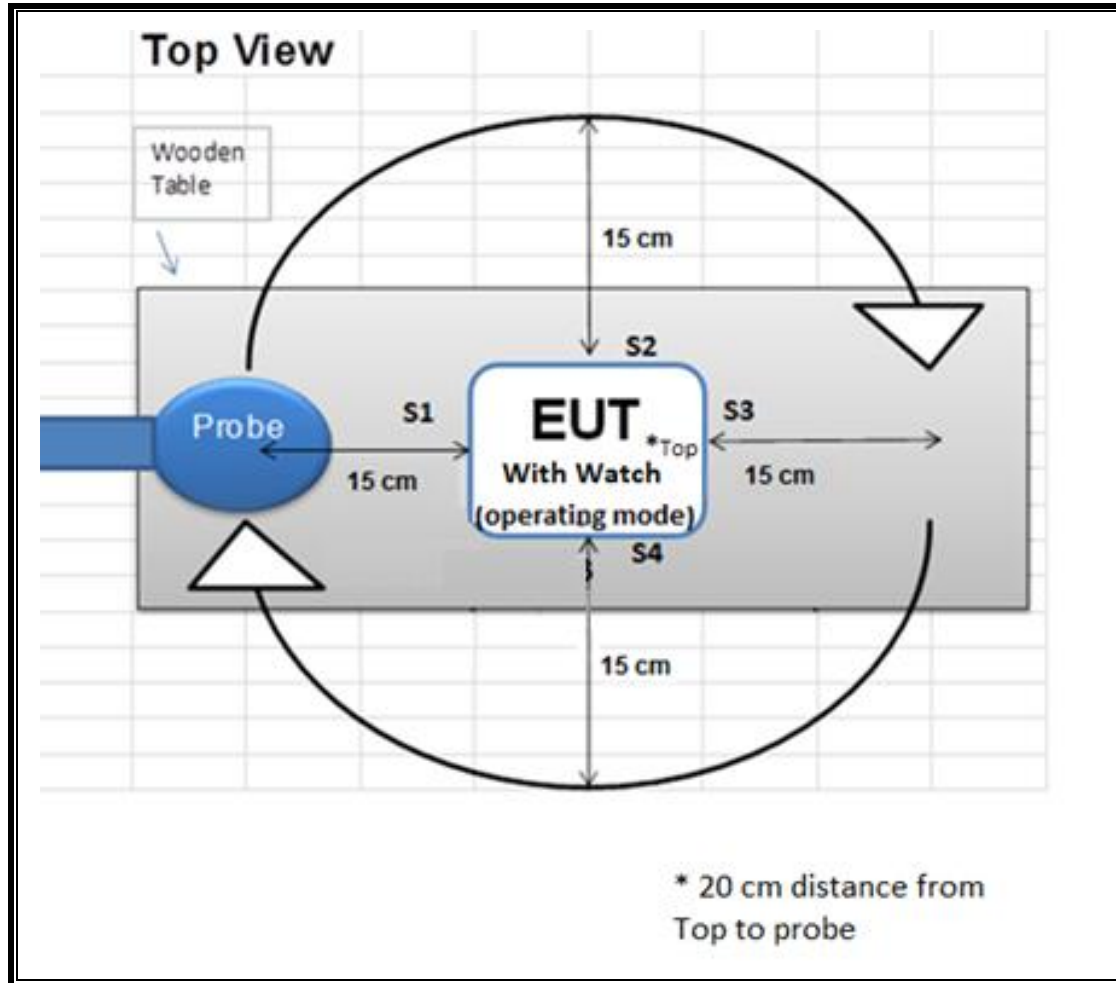 Top View
Wooden
Table
15 cm
S2
Probe
S1
EUT
*Top
S3
With Watch
15 cm
15 cm
(operating mode)
S4
15 cm
* 20 cm distance from
Top to probe